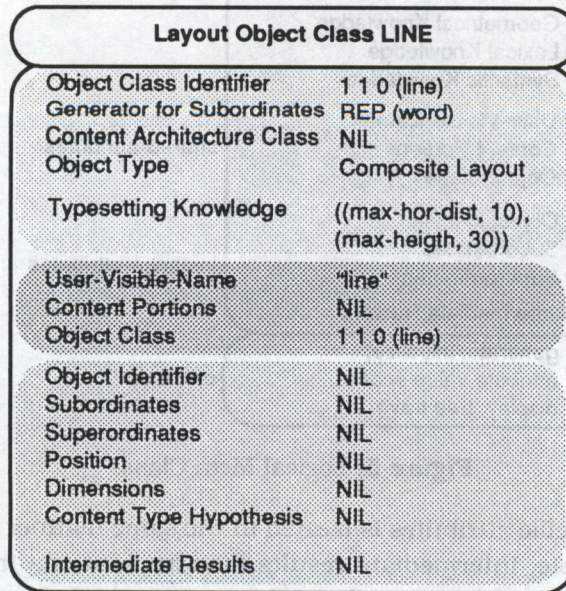 Layout Object Class LINE
Object Class Identifier 1 1 0 (line)
Generator for Subordinates REP (word)
Content Architecture Class NIL
Object Type Composite Layout
Typesetting Knowledge ((max-hor-dist, 10),
(max-heigth, 30))
User-Visible-Name "line"
Content Portions NIL
Object Class 1 1 0 (line)
Object Identifier NIL
Subordinates NIL
Superordinates NIL
Position NIL
Dimensions NIL
Content Type Hypothesis NIL
Intermediate Results NIL